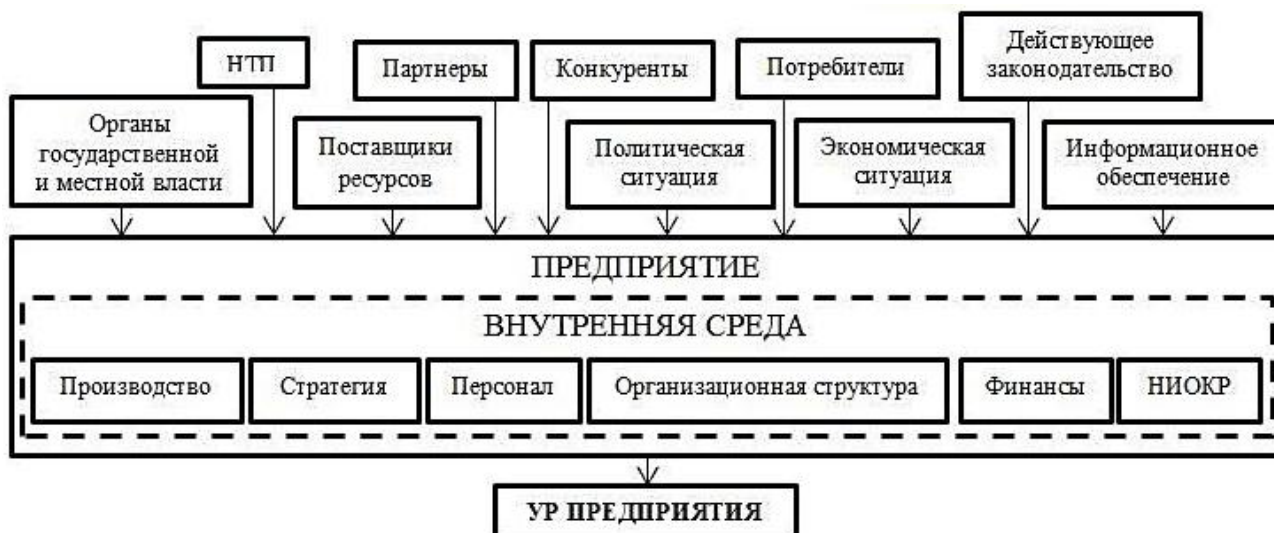 НТП
Партнеры
Конкуренты
Потребители
Действующее
законодательство
Органы
государственной
и местной власти
Поставщики
ресурсов
Политическая
ситуация
Экономическая
ситуация
Информационное
обеспечение
ПРЕДПРИЯТИЕ
ВНУТРЕННЯЯ СРЕДА
Производство
Стратегия
Персонал
Организационная структура
Финансы
НИОКР
УР ПРЕДПРИЯТИЯ